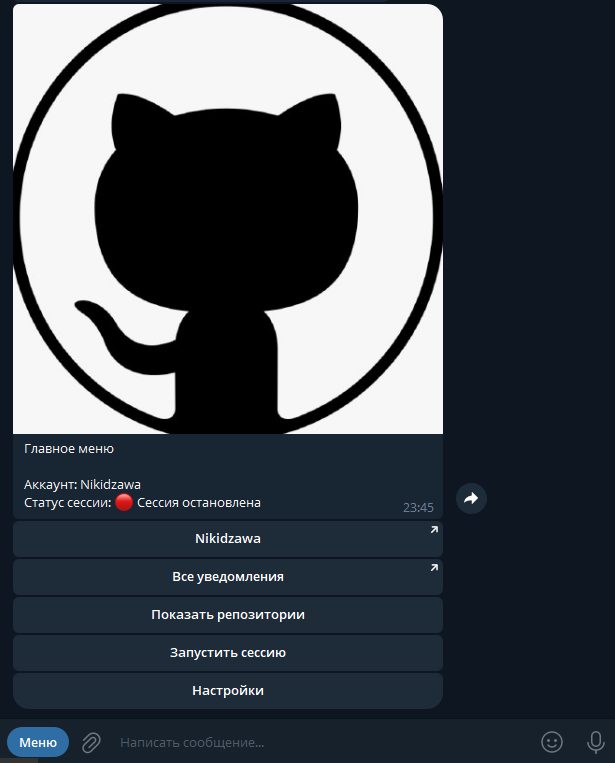 Главное меню
Аккаунт: Nikidzawa
Статус сессии: 🔴 Сессия остановлена
23:45
Nikidzawa
Все уведомления
Показать репозитории
Запустить сессию
Настройки
Меню
Написать сообщение...